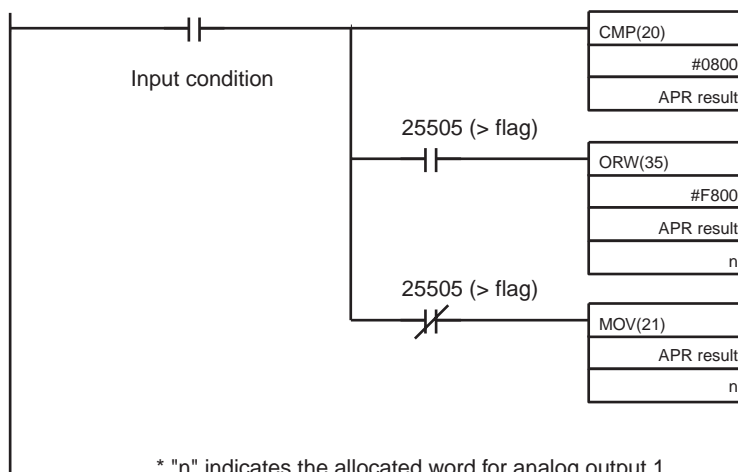 CMP(20)
#0800
APR result
Input condition
25505 (> flag)
ORW(35)
#F800
APR result
n
25505 (> flag)
MOV(21)
APR result
n
* "n" indicates the allocated word for analog output 1